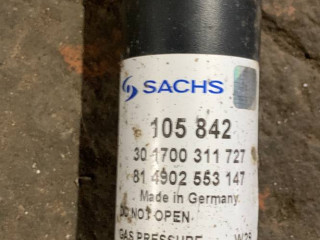 SACHS
105 842
30 1700 311 727
81 4902 553 147
Made in Germany
DO NOT OPEN
GAS PRESSURE